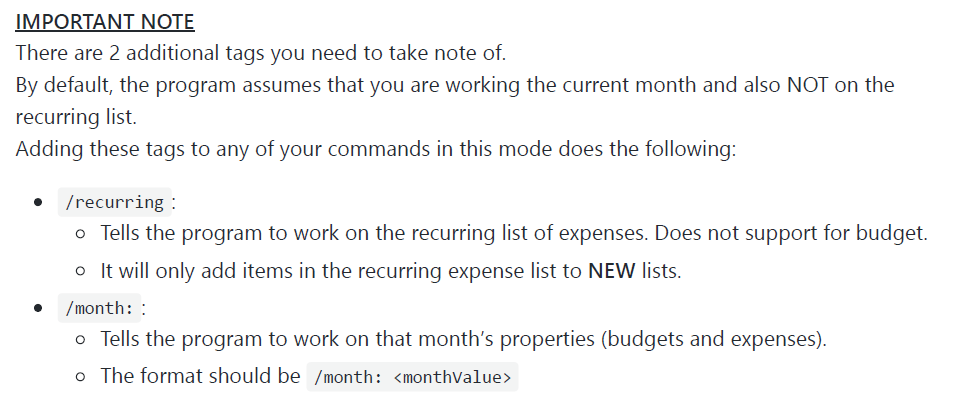 IMPORTANT NOTE
There are 2 additional tags you need to take note of.
By default, the program assumes that you are working the current month and also NOT on the
recurring list.
Adding these tags to any of your commands in this mode does the following:
/recurring :
Tells the program to work on the recurring list of expenses. Does not support for budget.
It will only add items in the recurring expense list to NEW lists.
/month: :
Tells the program to work on that month’s properties (budgets and expenses).
The format should be /month: <monthValue>